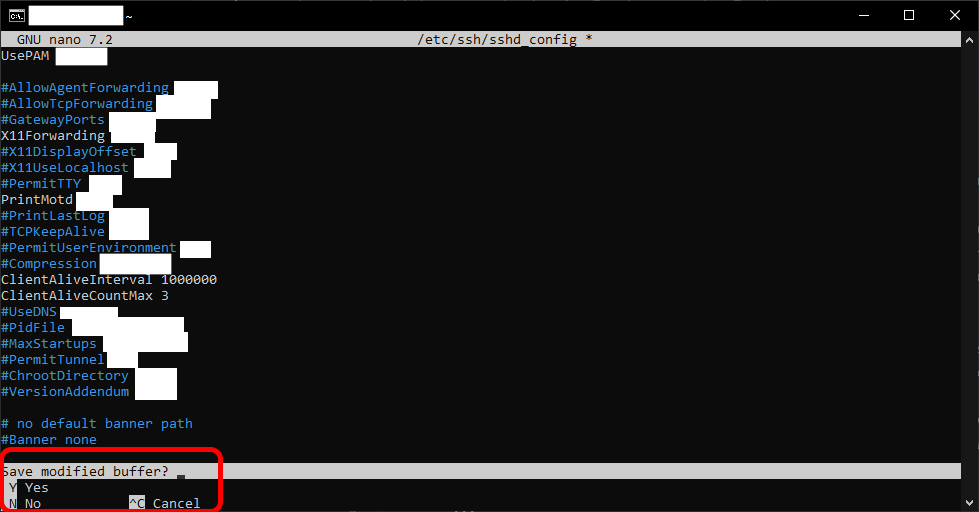 C:\. ~
GNU nano 7.2 /etc/ssh/sshd_config *
UsePAM
#AllowAgentForwarding
#AllowTcpForwarding
#GatewayPorts
X11Forwarding
#X11DisplayOffset
#X11UseLocalhost
#PermitTTY
PrintMotd
#PrintLastLog
#TCPKeepAlive
#PermitUserEnvironment
#Compression
ClientAliveInterval 1000000
ClientAliveCountMax 3
#UseDNS
#PidFile
#MaxStartups
#PermitTunnel
#ChrootDirectory
#VersionAddendum
# no default banner path
#Banner none
Save modified buffer?
Y Yes
N No ^C Cancel